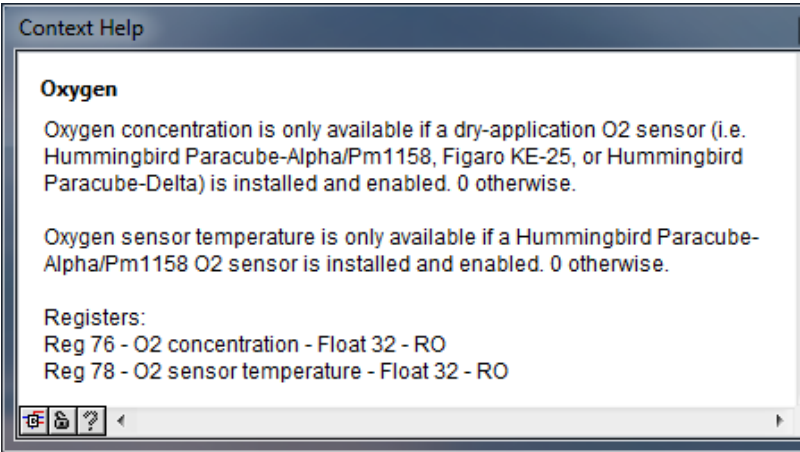 Context Help
Oxygen
Oxygen concentration is only available if a dry-application O2 sensor (i.e.
Hummingbird Paracube-Alpha/Pm1158, Figaro KE-25, or Hummingbird
Paracube-Delta) is installed and enabled. 0 otherwise.
Oxygen sensor temperature is only available if a Hummingbird Paracube-
Alpha/Pm1158 O2 sensor is installed and enabled. 0 otherwise.
Registers:
Reg 76 - O2 concentration - Float 32 - RO
Reg 78 - O2 sensor temperature - Float 32 - RO
?